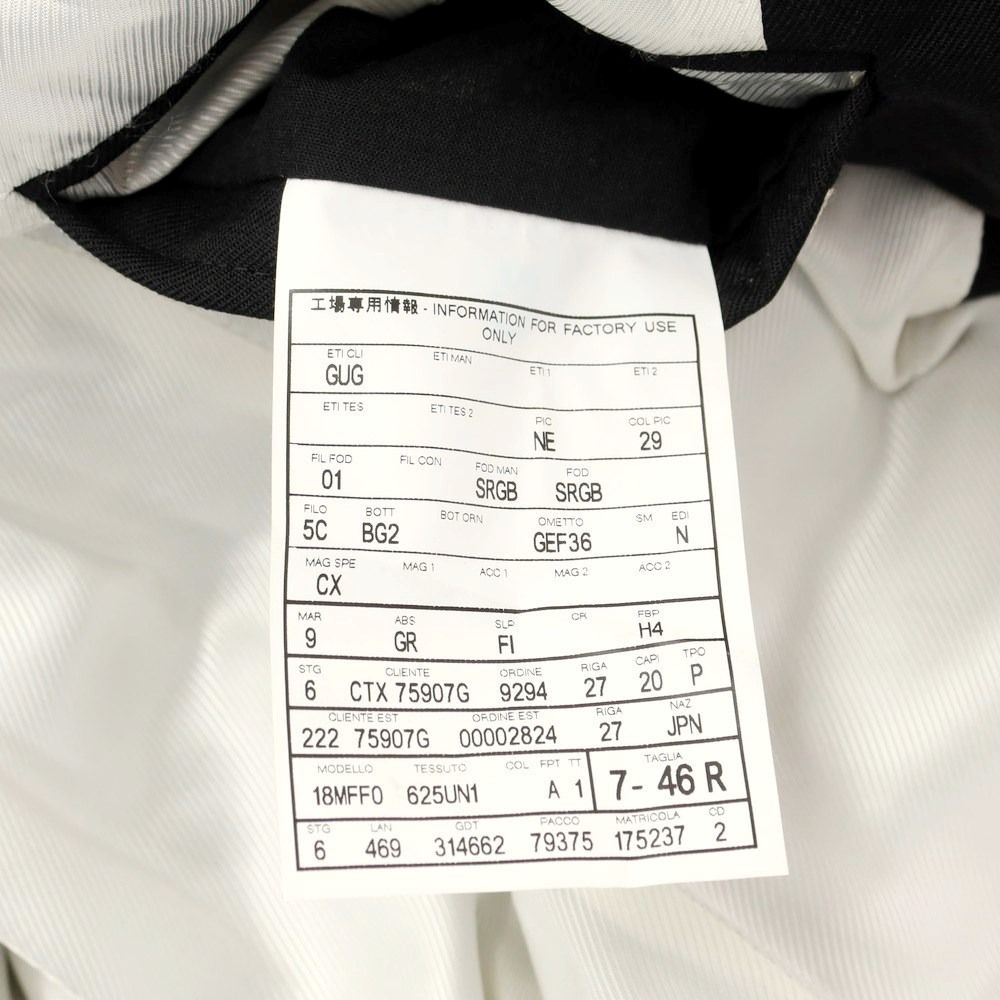 工場專用情報 - INFORMATION FOR FACTORY USE
ONLY
ETI CLI ETI MAN ETI 1 ETI 2
GUG
ETI TES ETI TES 2 PIC COL PIC
NE 29
FIL FOD FIL CON FOD MAN FOD
01 SRGB SRGB
FILO BOTT BOT ORN OMETTO SM EDI
5C BG2 GEF36 N
MAG SPE MAG 1 ACC 1 MAG 2 ACC 2
CX
MAR ABS SLP CR FBP
9 GR FI H4
STG CLIENTE ORDINE RIGA CAPI TPO
6 CTX 75907G 9294 27 20 P
CLIENTE EST ORDINE EST RIGA NAZ
222 75907G 00002824 27 JPN
MODELLO TESSUTO COL FPT TT TAGLIA
18MFF0 625UN1 A 1 7- 46 R
STG LAN GDT PACCO MATRICOLA CD
6 469 314662 79375 175237 2